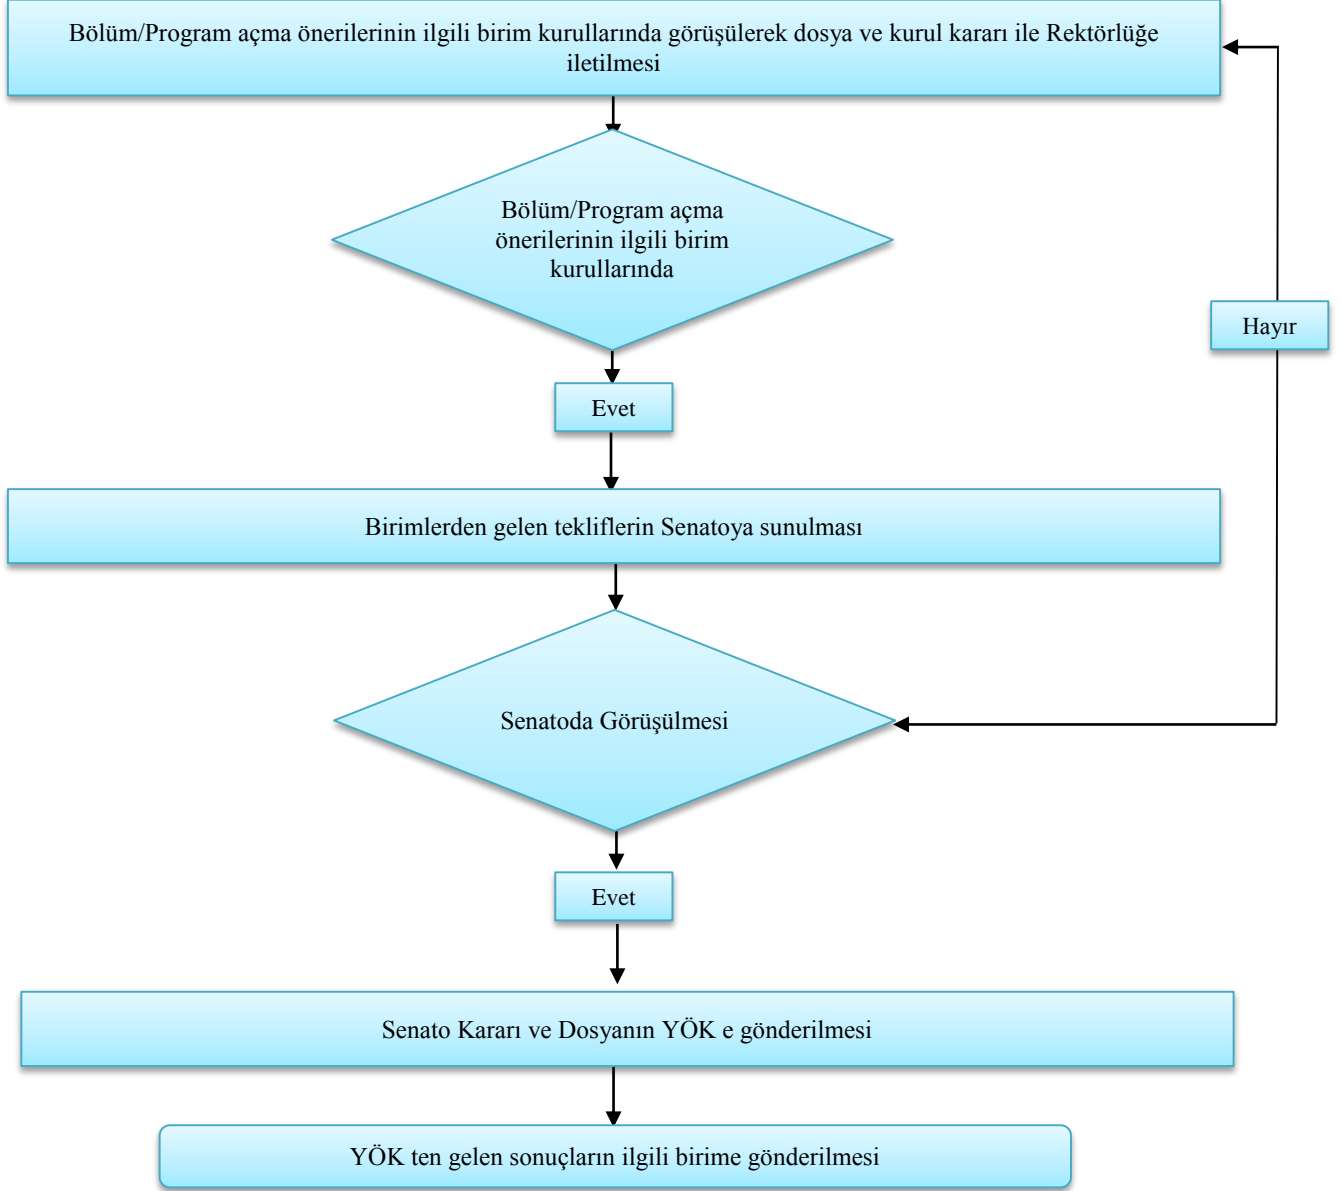 Bölüm/Program açma önerilerinin ilgili birim kurullarında görüşülerek dosya ve kurul kararı ile Rektörlüğe
iletilmesi
Bölüm/Program açma
önerilerinin ilgili birim
kurullarında
Hayır
Evet
Birimlerden gelen tekliflerin Senatoya sunulması
Senatoda Görüşülmesi
Evet
Senato Kararı ve Dosyanın YÖK e gönderilmesi
YÖK ten gelen sonuçların ilgili birime gönderilmesi